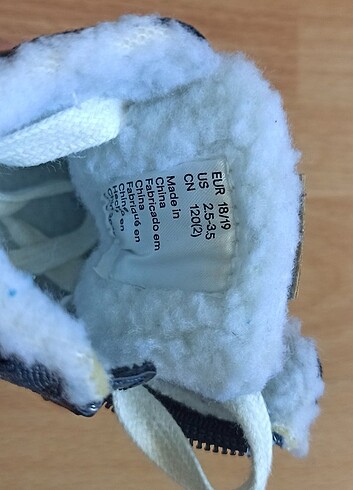 EUR 18/19
US 2.5-3.5
CN 120(2)
Made in
China
Fabricado em
China
Fabriqué en
Chine